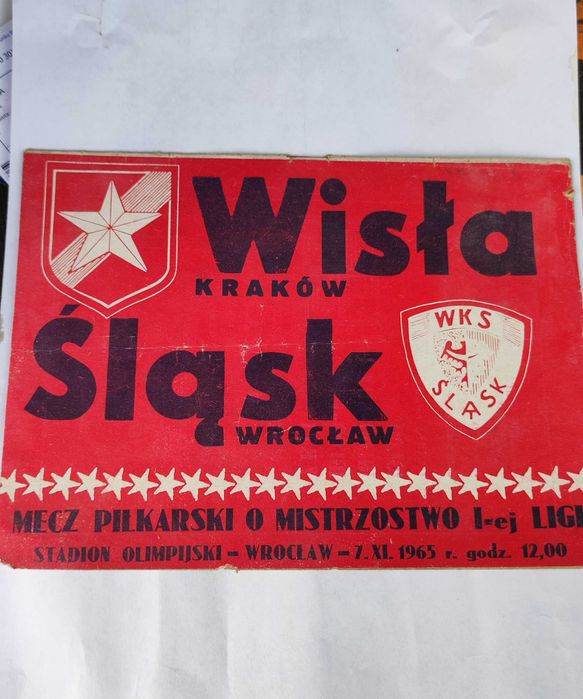 Wisła
KRAKÓW
Śląsk
WROCŁAW
WKS
ŚLĄSK
MECZ PIŁKARSKI O MISTRZOSTWO I-ej LIGI
STADION OLIMPIJSKI = WROCŁAW = 7. XI. 1965 r. godz. 12,00